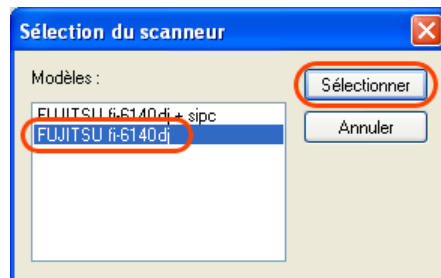 Sélection du scanneur
Modèles :
Sélectionner
FUJITSU fi-6140dj + sipc
FUJITSU fi-6140dj
Annuler